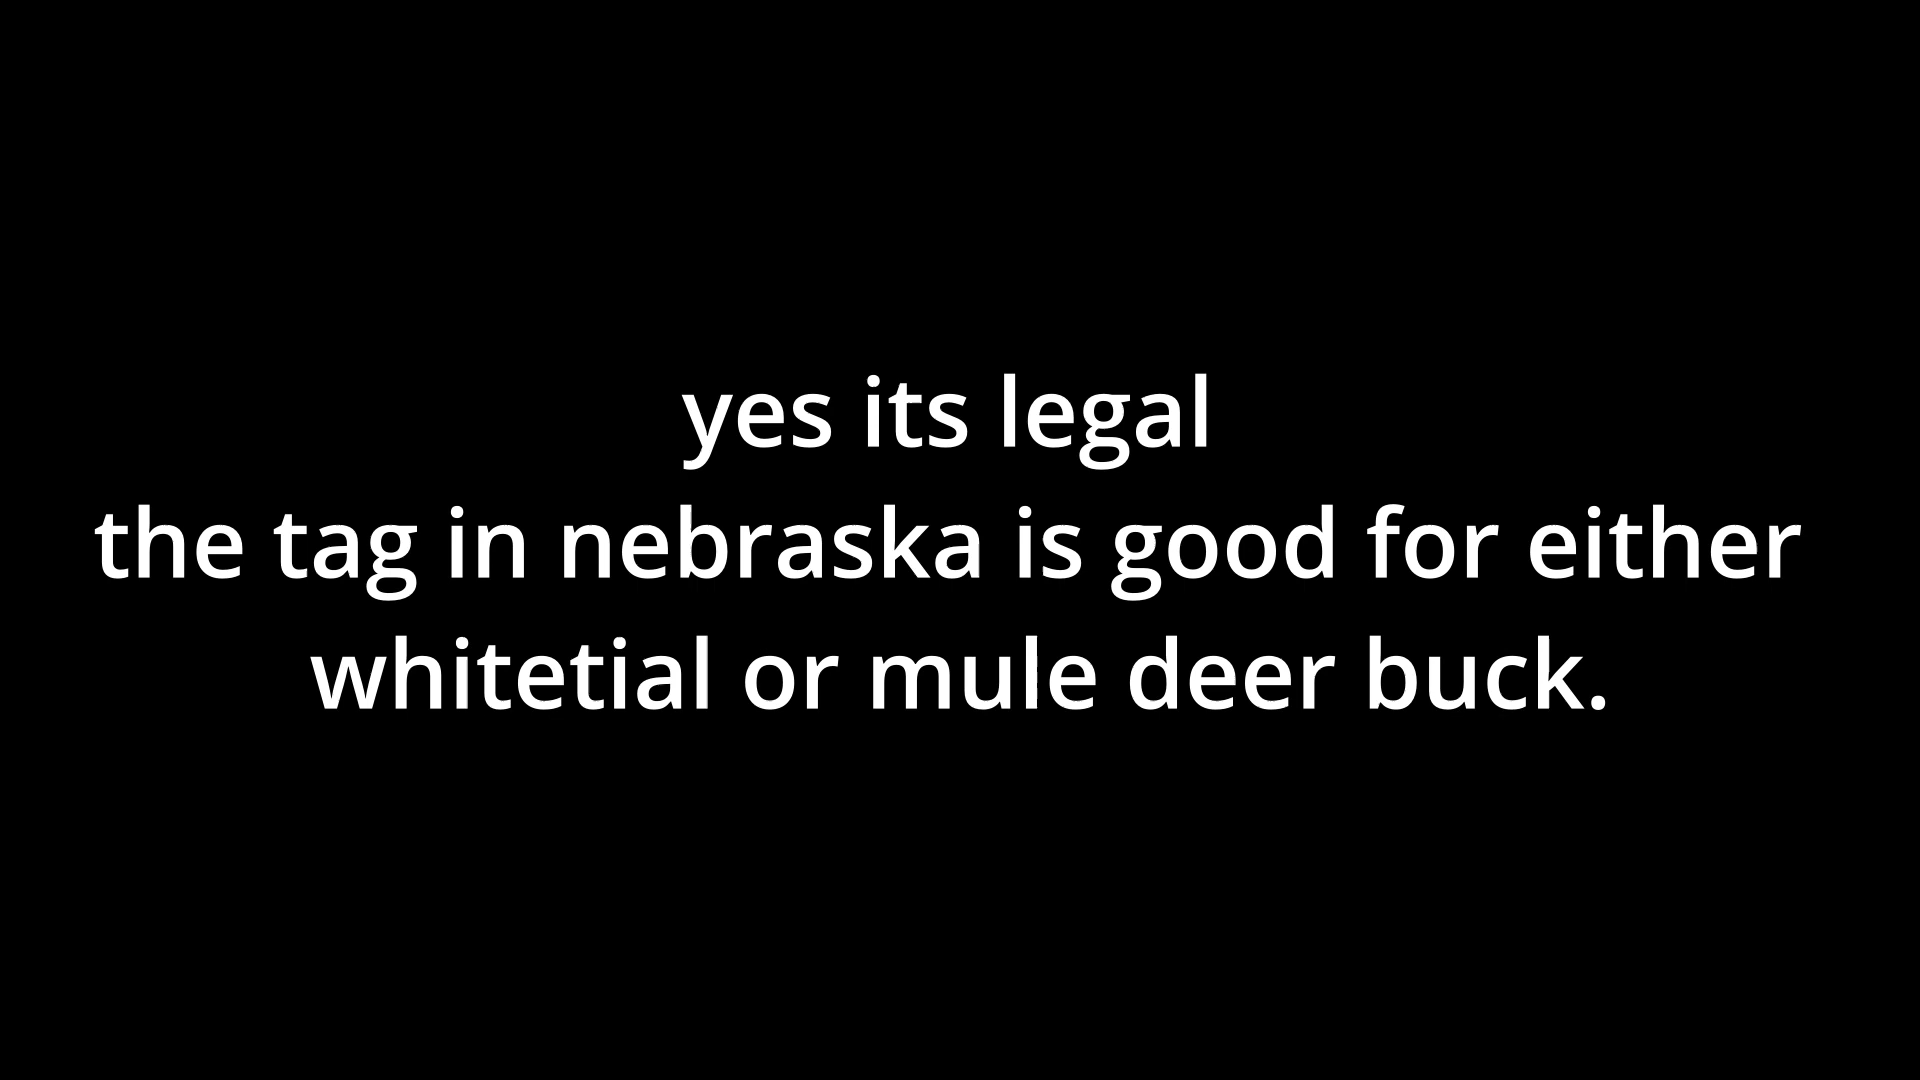 yes its legal
the tag in nebraska is good for either
whitetial or mule deer buck.